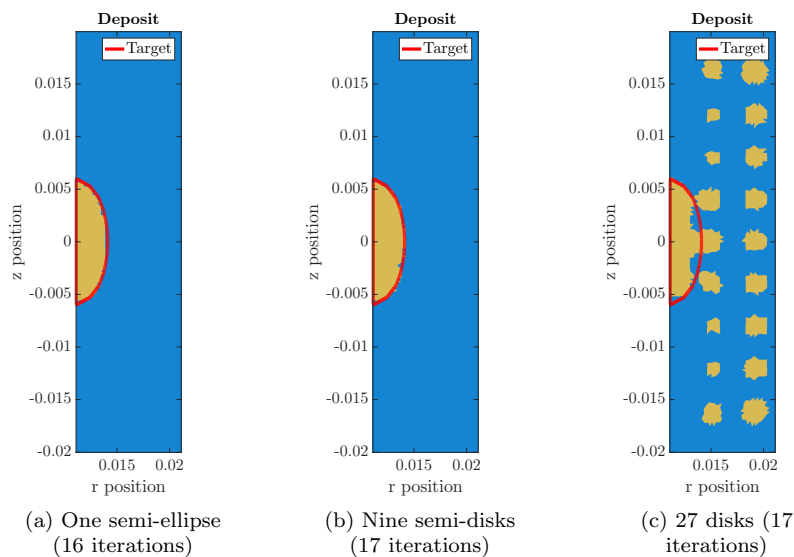 Deposit
Target
0.015
0.01
0.005
0
-0.005
-0.01
-0.015
-0.02
0.015 0.02
z position
r position
(a) One semi-ellipse
(16 iterations)
Deposit
Target
0.015
0.01
0.005
0
-0.005
-0.01
-0.015
-0.02
0.015 0.02
z position
r position
(b) Nine semi-disks
(17 iterations)
Deposit
Target
0.015
0.01
0.005
0
-0.005
-0.01
-0.015
-0.02
0.015 0.02
z position
r position
(c) 27 disks (17
iterations)